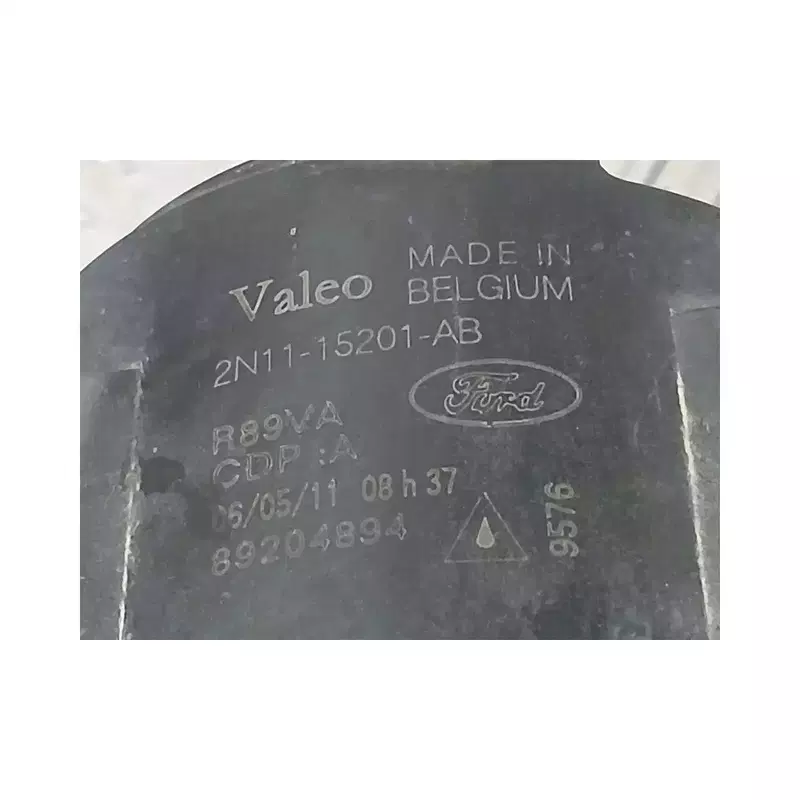 Valeo MADE IN
BELGIUM
2N11-15201-AB
Ford
R89VA
CDP :A
06/05/11 08 h 37
89204894
9576